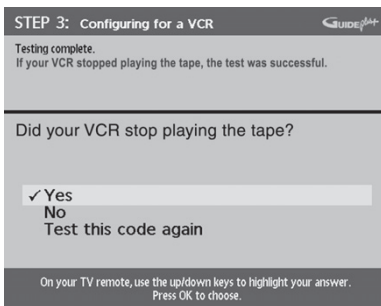 STEP 3: Configuring for a VCR
GUIDE Plus+
Testing complete.
If your VCR stopped playing the tape, the test was successful.
Did your VCR stop playing the tape?
✓ Yes
No
Test this code again
On your TV remote, use the up/down keys to highlight your answer.
Press OK to choose.